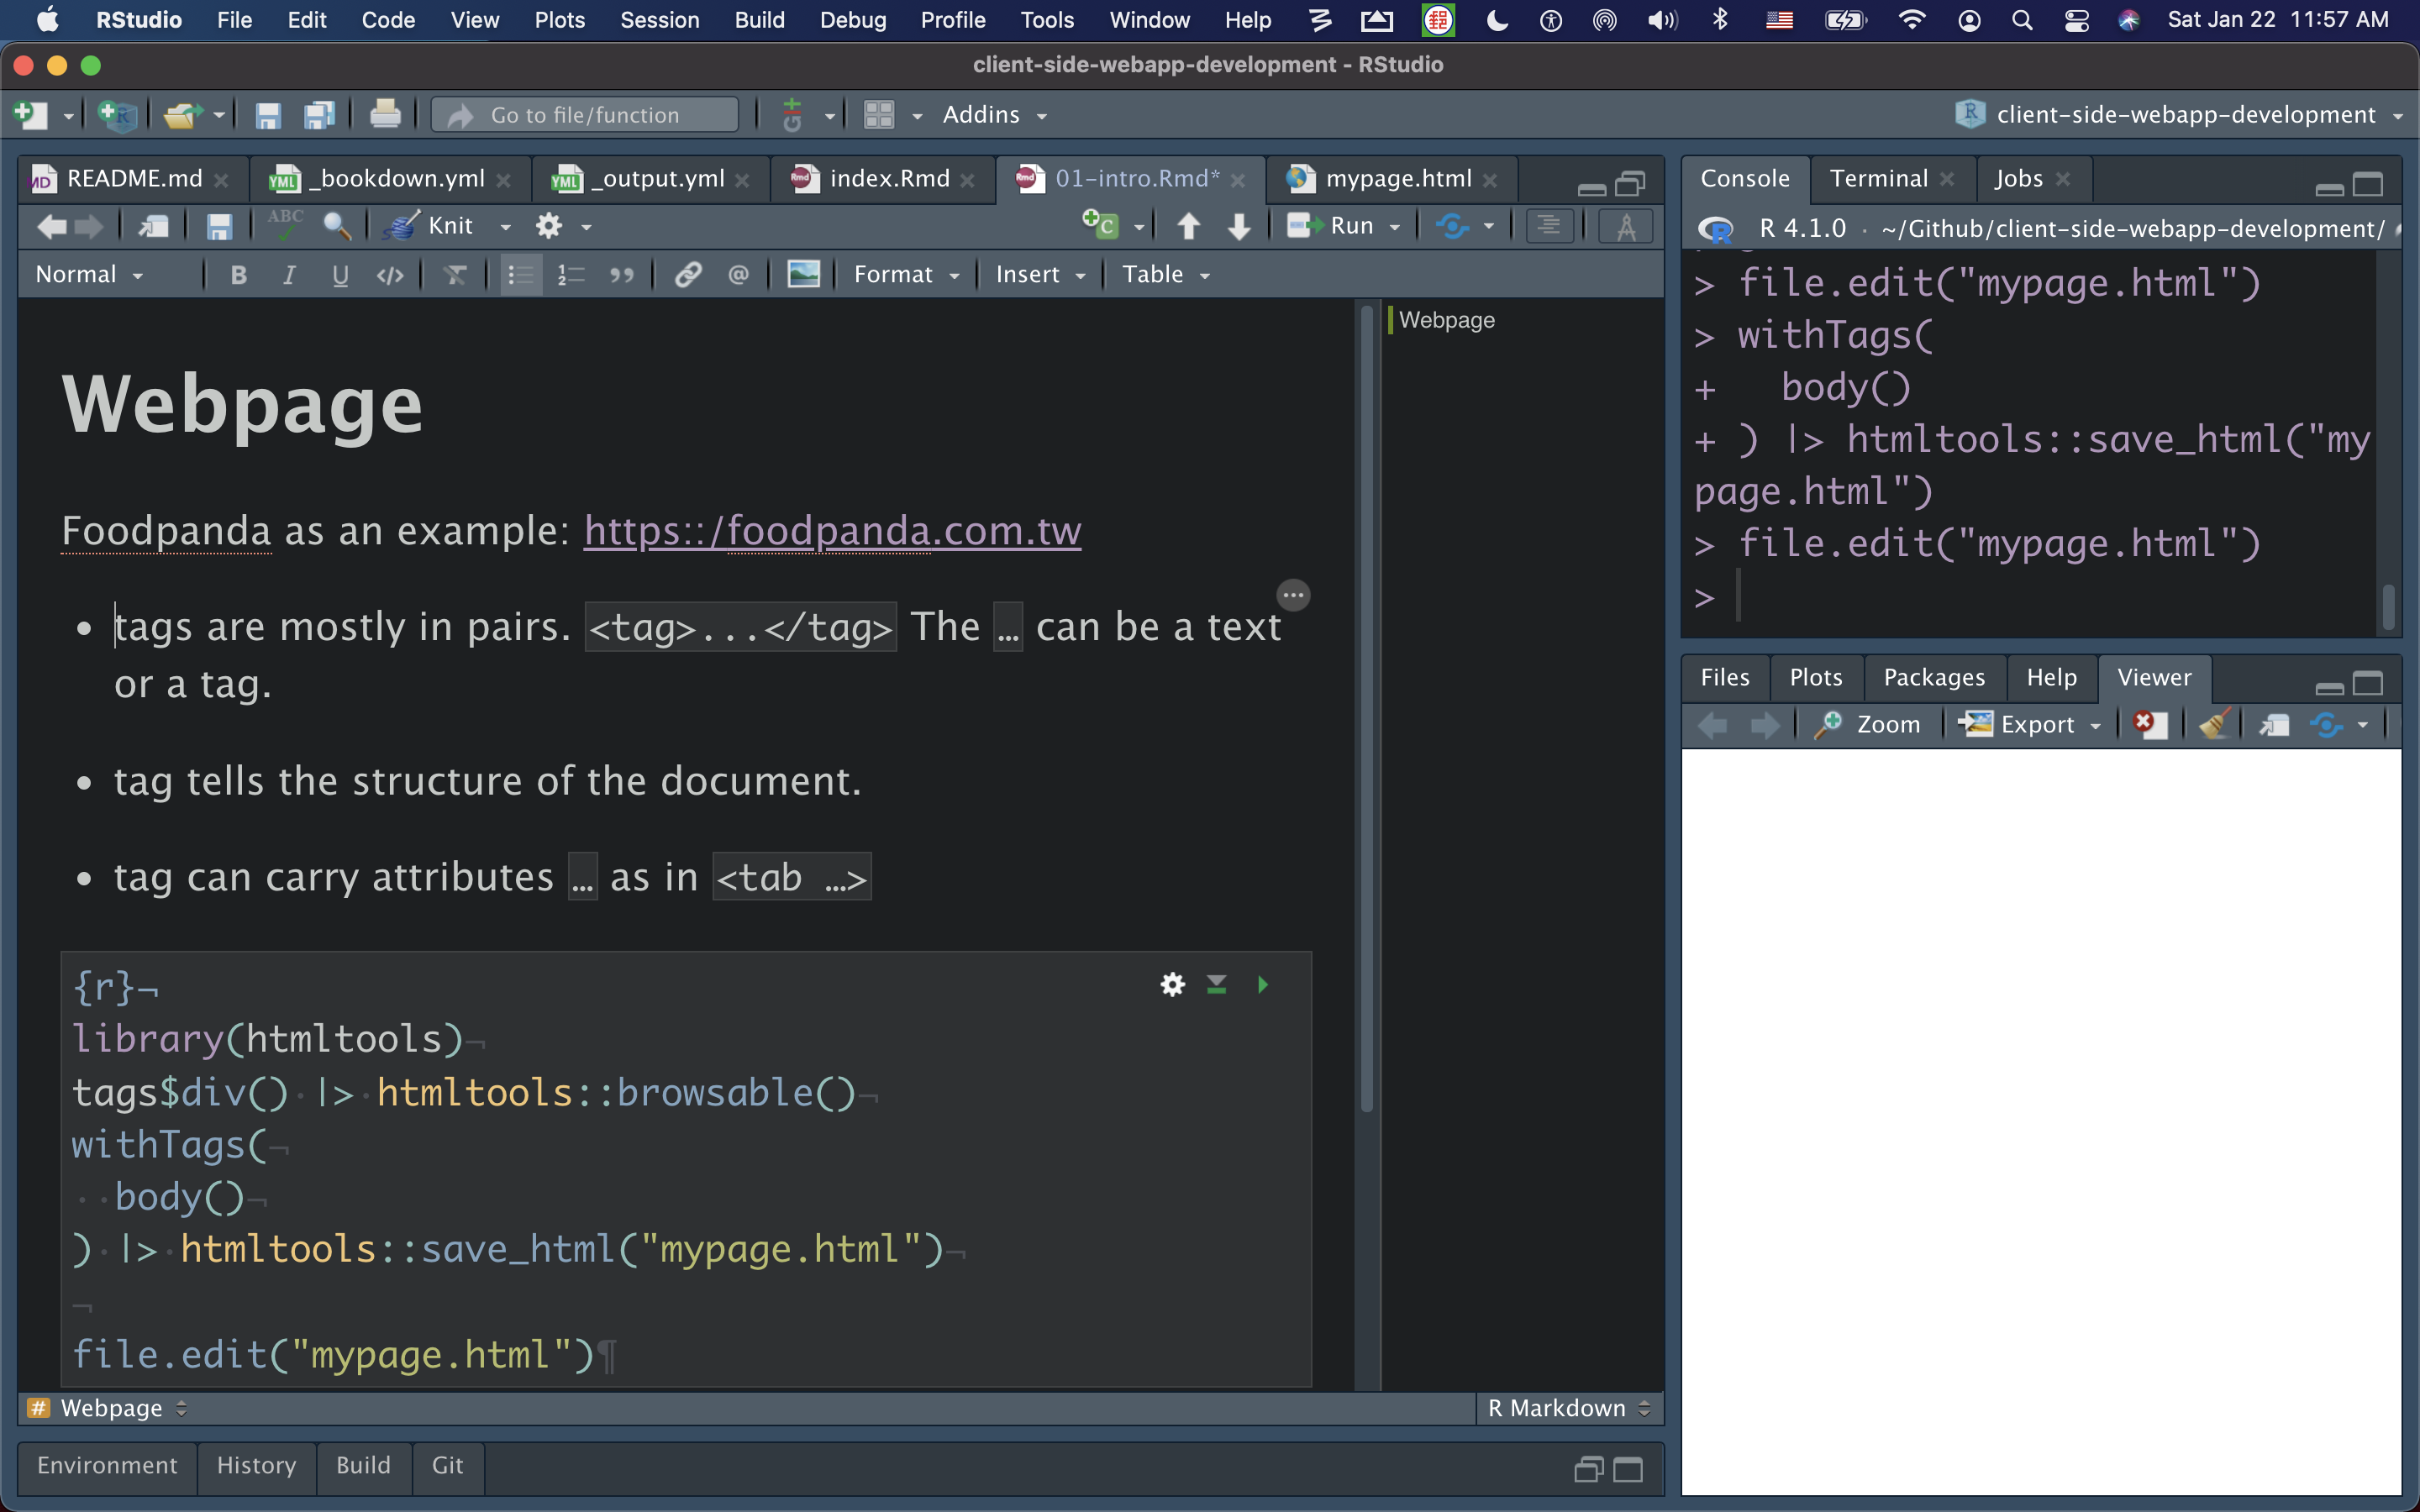 RStudio File Edit Code View Plots Session Build Debug Profile Tools Window Help Sat Jan 22 11:57 AM
client-side-webapp-development - RStudio
Go to file/function Addins client-side-webapp-development
README.md _bookdown.yml _output.yml index.Rmd 01-intro.Rmd* mypage.html
ABC Knit Run
Normal B I U </> Format Insert Table
Webpage
Webpage
Foodpanda as an example: https::/foodpanda.com.tw
• tags are mostly in pairs. <tag>...</tag> The … can be a text
or a tag.
• tag tells the structure of the document.
• tag can carry attributes … as in <tab …>
{r}¬
library(htmltools)¬
tags$div()·|>·htmltools::browsable()¬
withTags(¬
··body()¬
)·|>·htmltools::save_html("mypage.html")¬
¬
file.edit("mypage.html")¶
# Webpage R Markdown
Environment History Build Git
Console Terminal Jobs
R 4.1.0 · ~/Github/client-side-webapp-development/
> file.edit("mypage.html")
> withTags(
+   body()
+ ) |> htmltools::save_html("my
page.html")
> file.edit("mypage.html")
>
Files Plots Packages Help Viewer
Zoom Export